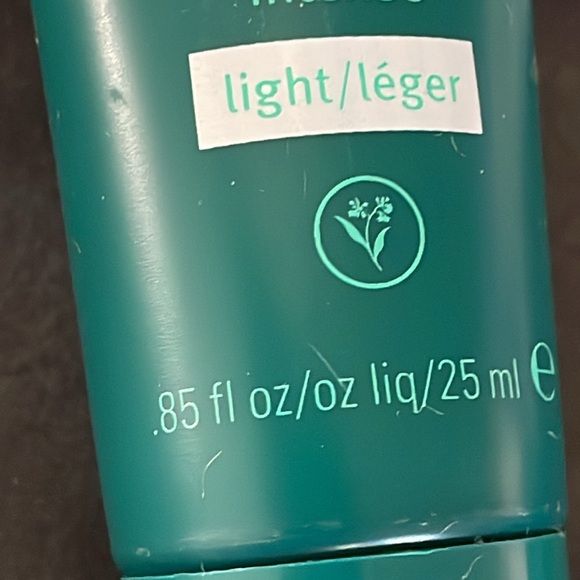 light/léger
.85 fl oz/oz liq/25 ml ℮